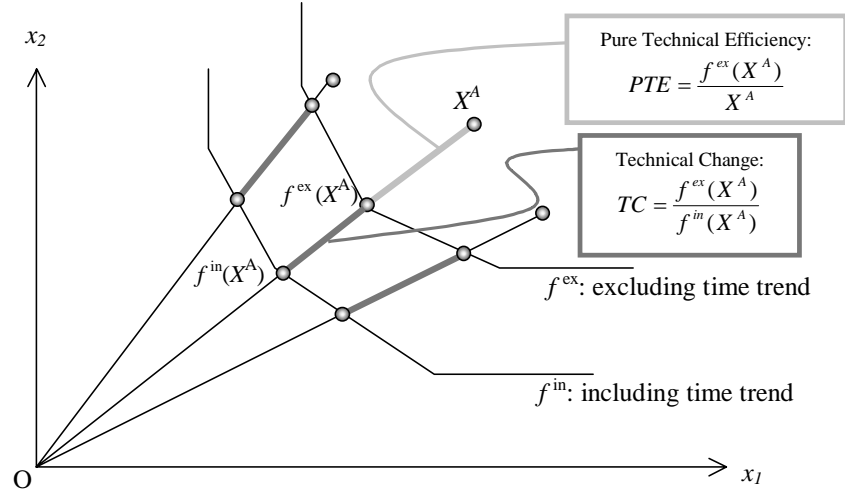 x2
Pure Technical Efficiency:
PTE = f^ex(X^A) / X^A
X^A
Technical Change:
TC = f^ex(X^A) / f^in(X^A)
f^ex(X^A)
f^in(X^A)
f^ex: excluding time trend
f^in: including time trend
O
x1